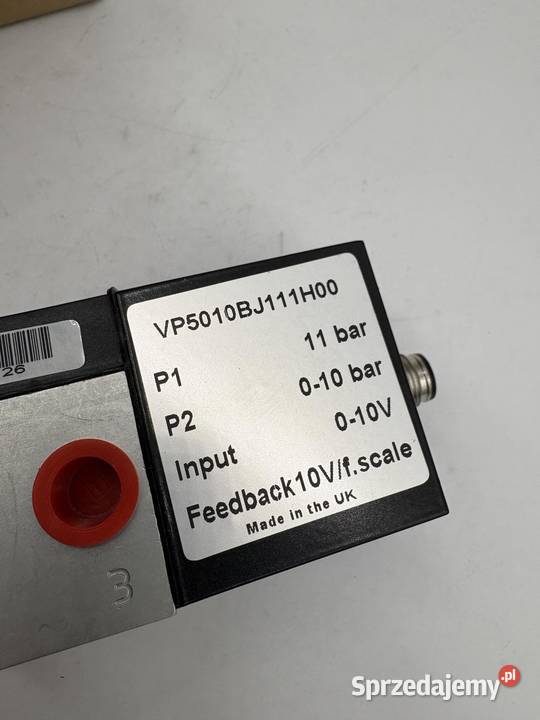 VP5010BJ111H00
P1 11 bar
P2 0-10 bar
Input 0-10V
Feedback10V/f.scale
Made in the UK
26
3
Sprzedajemy.pl